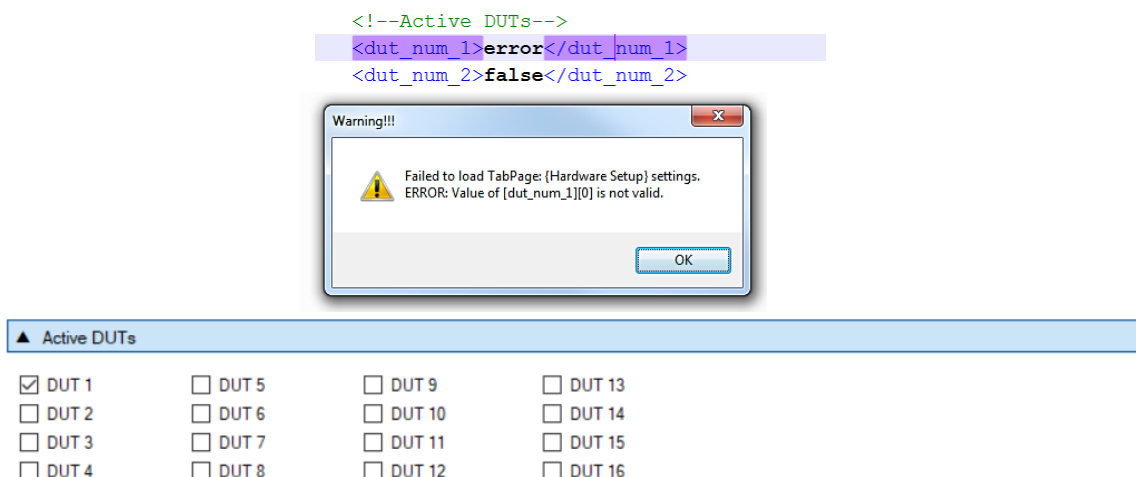 <!--Active DUTs-->
<dut_num_1>error</dut_num_1>
<dut_num_2>false</dut_num_2>
Warning!!!
x
Failed to load TabPage: {Hardware Setup} settings.
ERROR: Value of [dut_num_1][0] is not valid.
OK
Active DUTs
DUT 1 DUT 5 DUT 9 DUT 13
DUT 2 DUT 6 DUT 10 DUT 14
DUT 3 DUT 7 DUT 11 DUT 15
DUT 4 DUT 8 DUT 12 DUT 16